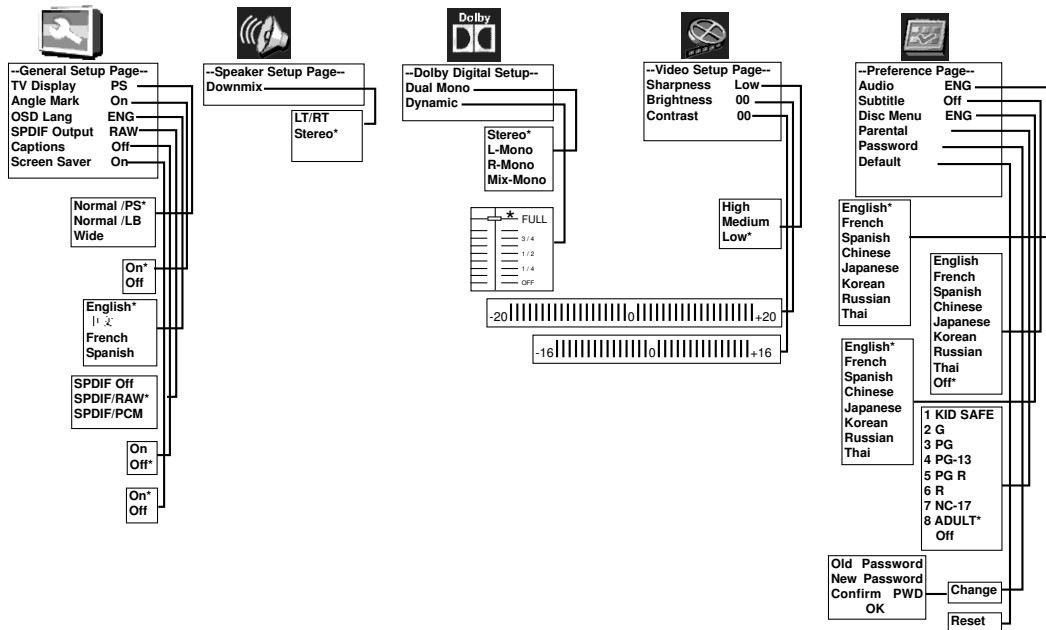 Dolby
--General Setup Page--
TV Display PS
Angle Mark On
OSD Lang ENG
SPDIF Output RAW
Captions Off
Screen Saver On
Normal /PS*
Normal /LB
Wide
On*
Off
English*
中文
French
Spanish
SPDIF Off
SPDIF/RAW*
SPDIF/PCM
On
Off*
On*
Off
--Speaker Setup Page--
Downmix
LT/RT
Stereo*
--Dolby Digital Setup--
Dual Mono
Dynamic
Stereo*
L-Mono
R-Mono
Mix-Mono
* FULL
3 / 4
1 / 2
1 / 4
OFF
--Video Setup Page--
Sharpness Low
Brightness 00
Contrast 00
High
Medium
Low*
-20 0 +20
-16 0 +16
--Preference Page--
Audio ENG
Subtitle Off
Disc Menu ENG
Parental
Password
Default
English*
French
Spanish
Chinese
Japanese
Korean
Russian
Thai
English
French
Spanish
Chinese
Japanese
Korean
Russian
Thai
Off*
English*
French
Spanish
Chinese
Japanese
Korean
Russian
Thai
1 KID SAFE
2 G
3 PG
4 PG-13
5 PG R
6 R
7 NC-17
8 ADULT*
Off
Old Password
New Password
Confirm PWD
OK
Change
Reset